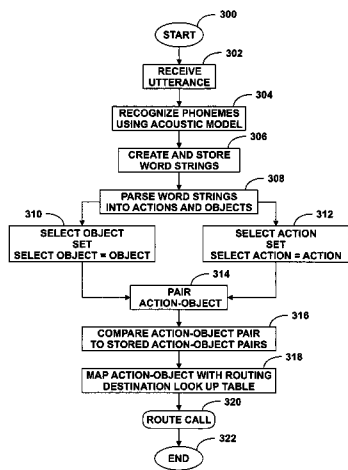 300
START
302
RECEIVE
UTTERANCE
304
RECOGNIZE PHONEMES
USING ACOUSTIC MODEL
306
CREATE AND STORE
WORD STRINGS
308
PARSE WORD STRINGS
INTO ACTIONS AND OBJECTS
310
SELECT OBJECT
SET
SELECT OBJECT = OBJECT
312
SELECT ACTION
SET
SELECT ACTION = ACTION
314
PAIR
ACTION-OBJECT
316
COMPARE ACTION-OBJECT PAIR
TO STORED ACTION-OBJECT PAIRS
318
MAP ACTION-OBJECT WITH ROUTING
DESTINATION LOOK UP TABLE
320
ROUTE CALL
322
END